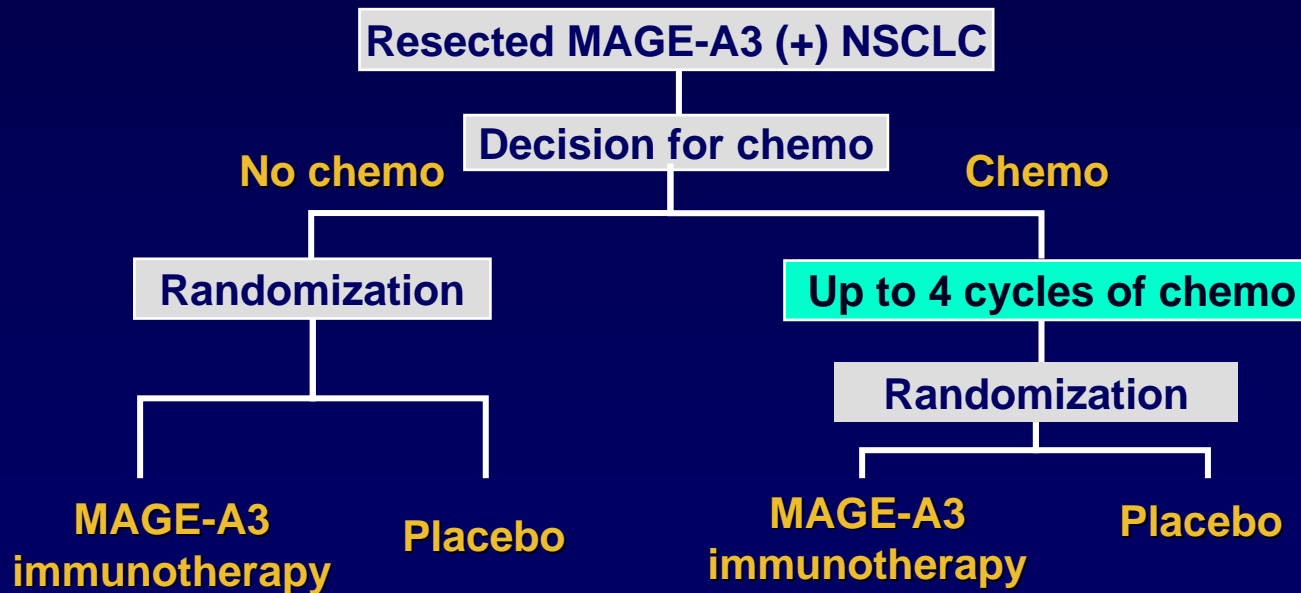 Resected MAGE-A3 (+) NSCLC
Decision for chemo
No chemo
Chemo
Randomization
Up to 4 cycles of chemo
Randomization
MAGE-A3
immunotherapy
Placebo
MAGE-A3
immunotherapy
Placebo